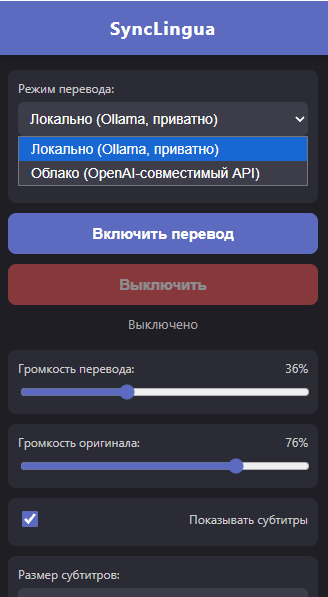 SyncLingua
Режим перевода:
Локально (Ollama, приватно)
Локально (Ollama, приватно)
Облако (OpenAI-совместимый API)
Включить перевод
Выключить
Выключено
Громкость перевода: 36%
Громкость оригинала: 76%
Показывать субтитры
Размер субтитров: